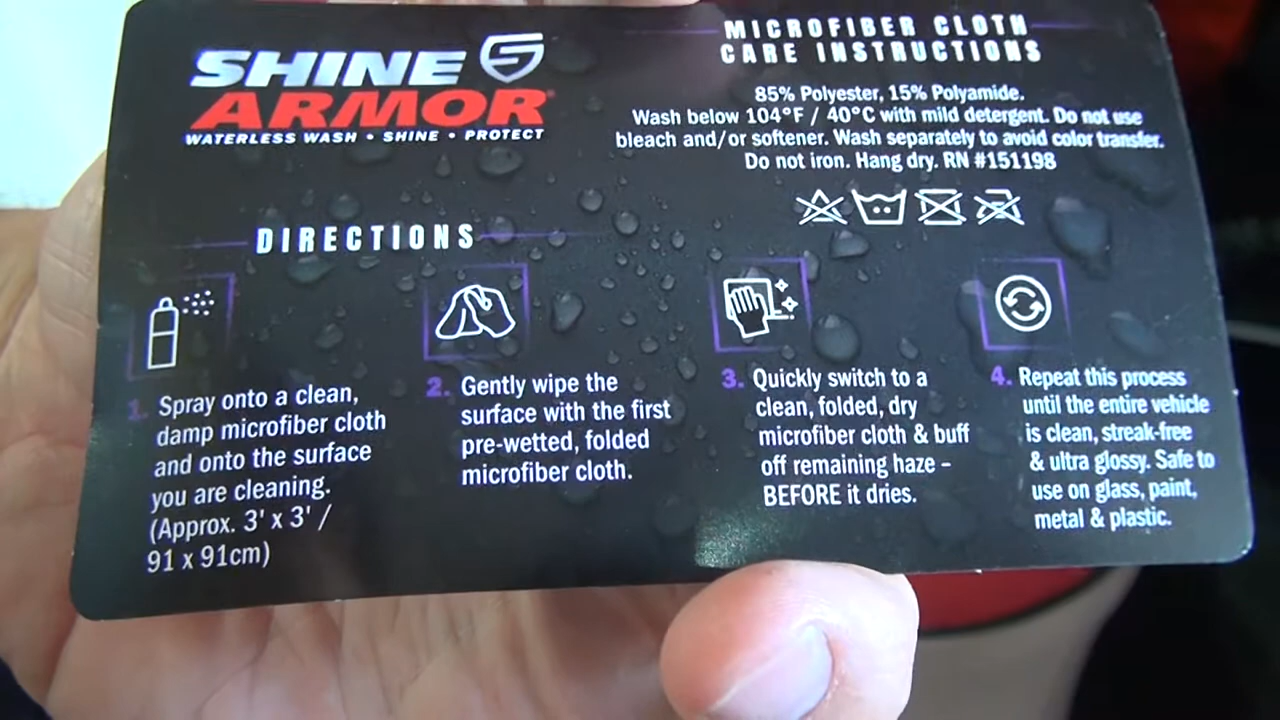 SHINE
ARMOR
WATERLESS WASH • SHINE • PROTECT
MICROFIBER CLOTH
CARE INSTRUCTIONS
85% Polyester, 15% Polyamide.
Wash below 104°F / 40°C with mild detergent. Do not use
bleach and/or softener. Wash separately to avoid color transfer.
Do not iron. Hang dry. RN #151198
DIRECTIONS
1. Spray onto a clean,
damp microfiber cloth
and onto the surface
you are cleaning.
(Approx. 3' x 3' /
91 x 91cm)
2. Gently wipe the
surface with the first
pre-wetted, folded
microfiber cloth.
3. Quickly switch to a
clean, folded, dry
microfiber cloth & buff
off remaining haze –
BEFORE it dries.
4. Repeat this process
until the entire vehicle
is clean, streak-free
& ultra glossy. Safe to
use on glass, paint,
metal & plastic.